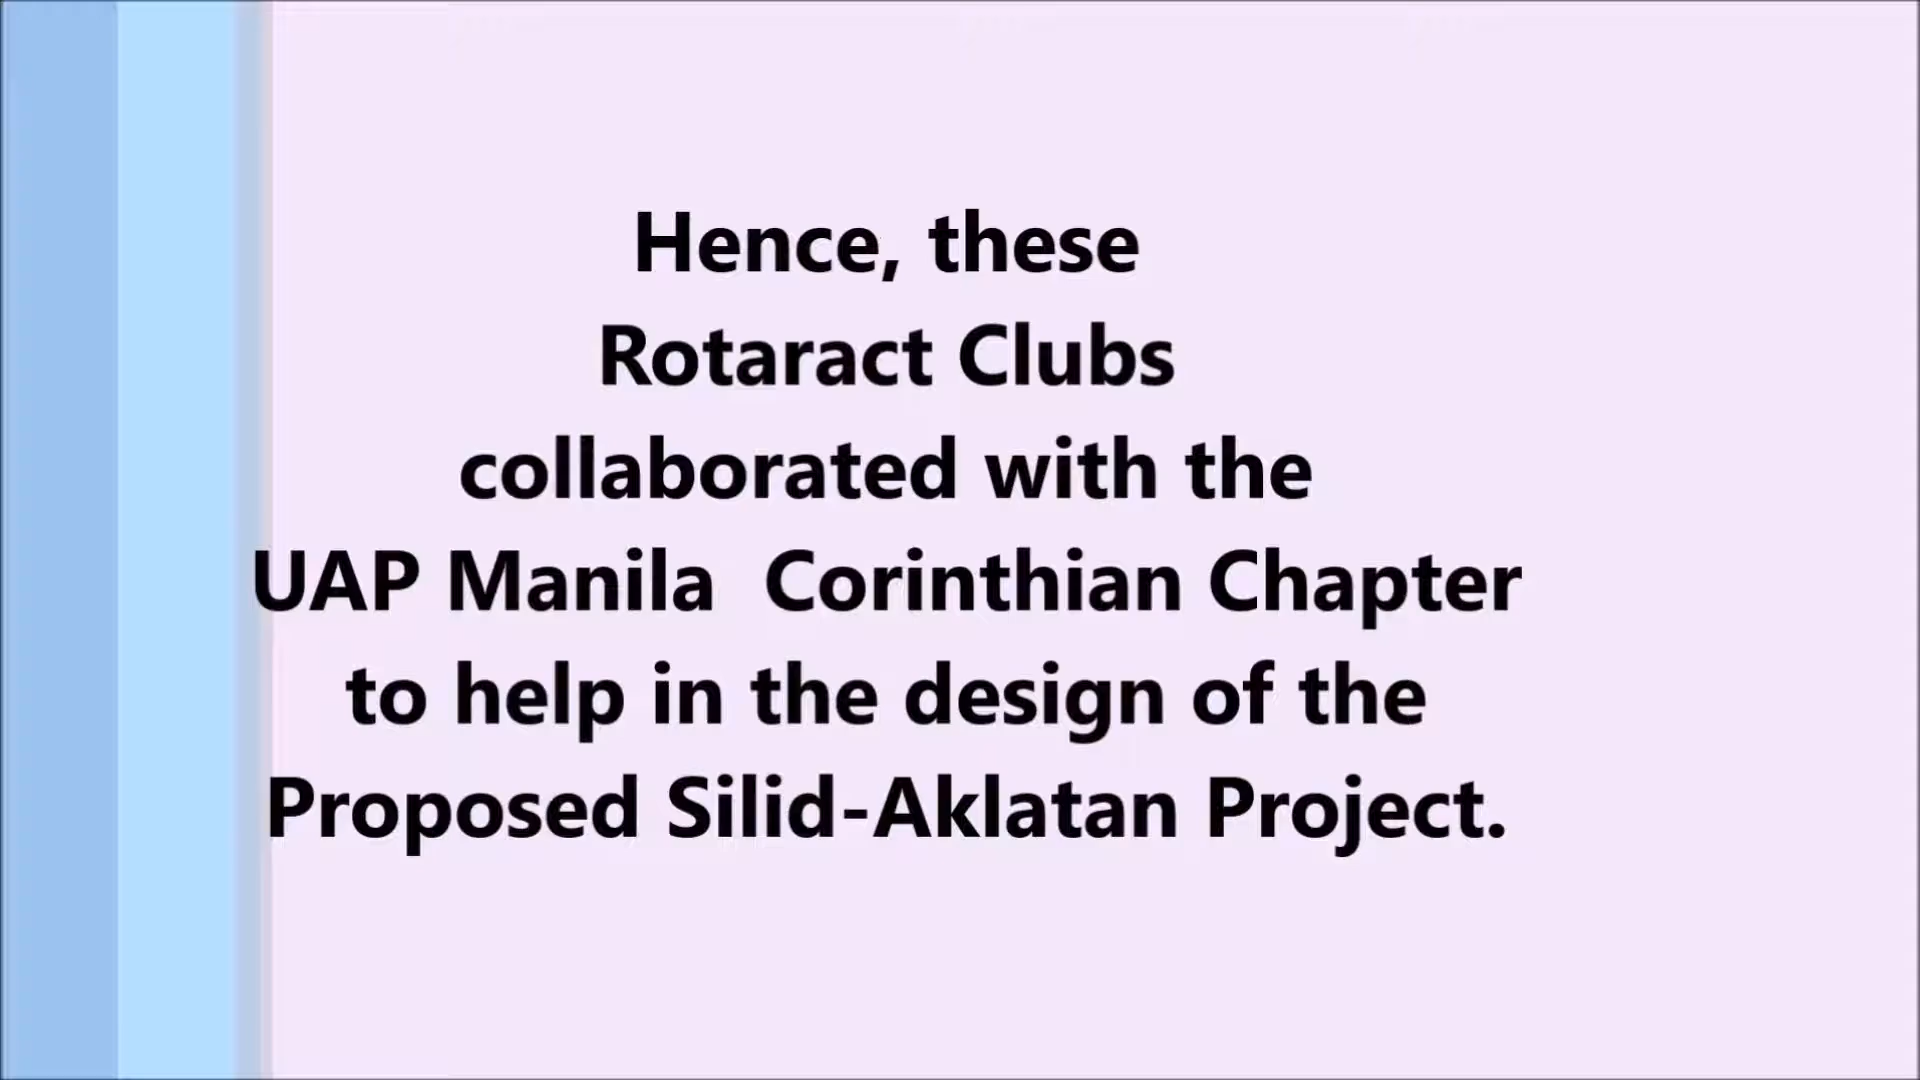 Hence, these
Rotaract Clubs
collaborated with the
UAP Manila  Corinthian Chapter
to help in the design of the
Proposed Silid-Aklatan Project.